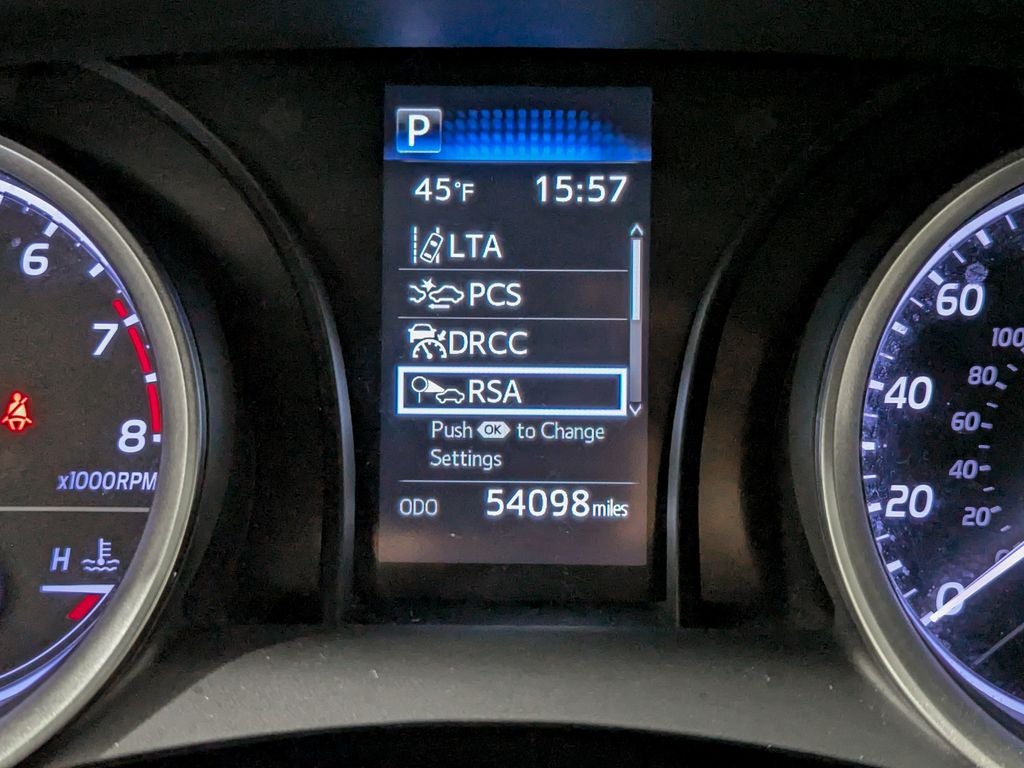 P
45°F 15:57
LTA
PCS
DRCC
RSA
Push OK to Change
Settings
ODO 54098 miles
6
7
8
x1000RPM
H
60
40
20
0
100
80
60
40
20